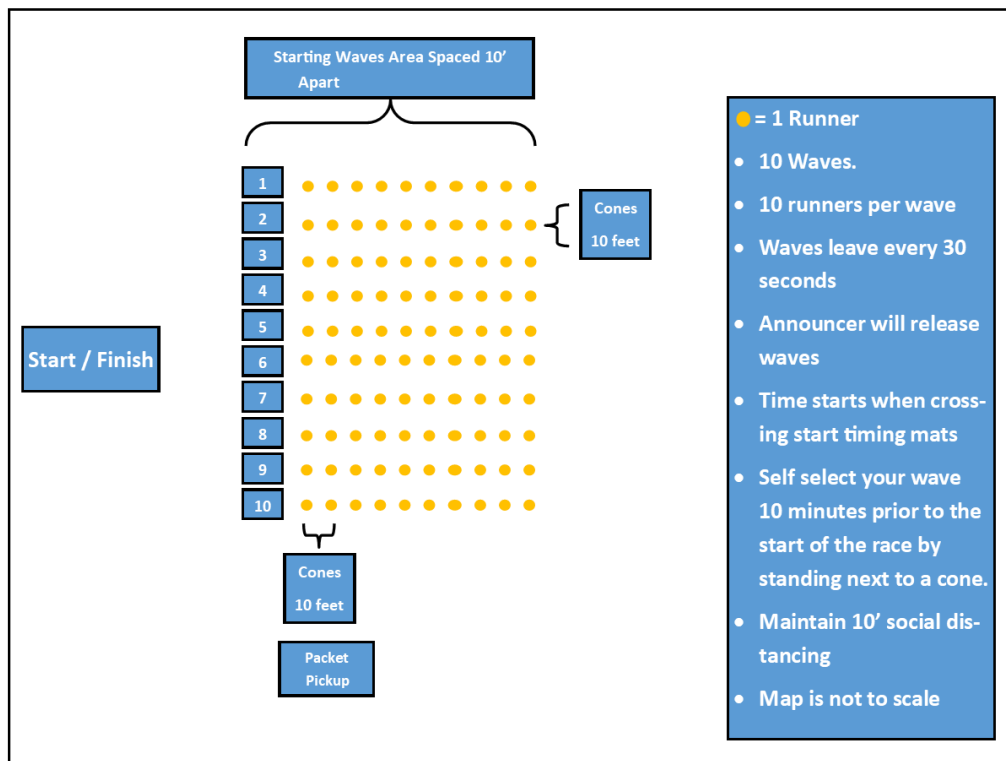 Starting Waves Area Spaced 10'
Apart
1
2
3
4
5
6
7
8
9
10
Cones
10 feet
Start / Finish
Cones
10 feet
Packet
Pickup
= 1 Runner
• 10 Waves.
• 10 runners per wave
• Waves leave every 30
seconds
• Announcer will release
waves
• Time starts when cross-
ing start timing mats
• Self select your wave
10 minutes prior to the
start of the race by
standing next to a cone.
• Maintain 10' social dis-
tancing
• Map is not to scale